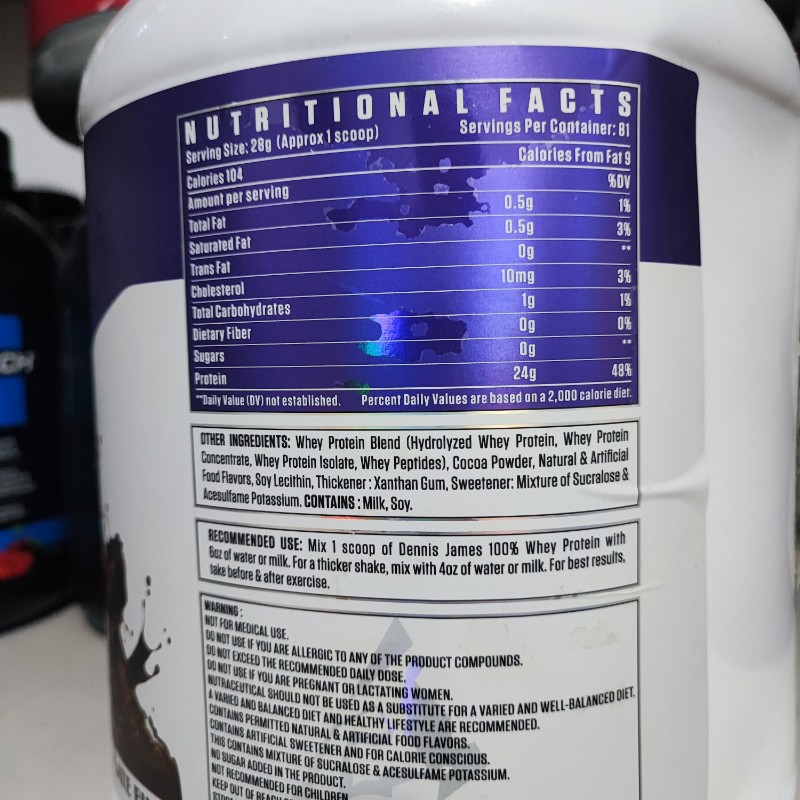 NUTRITIONAL FACTS
Serving Size: 28g (Approx 1 scoop) Servings Per Container: 81
Calories 104 Calories From Fat 9
Amount per serving %DV
Total Fat 0.5g 1%
Saturated Fat 0.5g 3%
Trans Fat 0g **
Cholesterol 10mg 3%
Total Carbohydrates 1g 1%
Dietary Fiber 0g 0%
Sugars 0g **
Protein 24g 48%
**Daily Value (DV) not established. Percent Daily Values are based on a 2,000 calorie diet.
OTHER INGREDIENTS: Whey Protein Blend (Hydrolyzed Whey Protein, Whey Protein
Concentrate, Whey Protein Isolate, Whey Peptides), Cocoa Powder, Natural & Artificial
Food Flavors, Soy Lecithin, Thickener : Xanthan Gum, Sweetener: Mixture of Sucralose &
Acesulfame Potassium. CONTAINS : Milk, Soy.
RECOMMENDED USE: Mix 1 scoop of Dennis James 100% Whey Protein with
6oz of water or milk. For a thicker shake, mix with 4oz of water or milk. For best results,
take before & after exercise.
WARNING :
NOT FOR MEDICAL USE.
DO NOT USE IF YOU ARE ALLERGIC TO ANY OF THE PRODUCT COMPOUNDS.
DO NOT EXCEED THE RECOMMENDED DAILY DOSE.
DO NOT USE IF YOU ARE PREGNANT OR LACTATING WOMEN.
NUTRACEUTICAL SHOULD NOT BE USED AS A SUBSTITUTE FOR A VARIED AND WELL-BALANCED DIET.
A VARIED AND BALANCED DIET AND HEALTHY LIFESTYLE ARE RECOMMENDED.
CONTAINS PERMITTED NATURAL & ARTIFICIAL FOOD FLAVORS.
CONTAINS ARTIFICIAL SWEETENER AND FOR CALORIE CONSCIOUS.
THIS CONTAINS MIXTURE OF SUCRALOSE & ACESULFAME POTASSIUM.
NO SUGAR ADDED IN THE PRODUCT.
NOT RECOMMENDED FOR CHILDREN
KEEP OUT OF